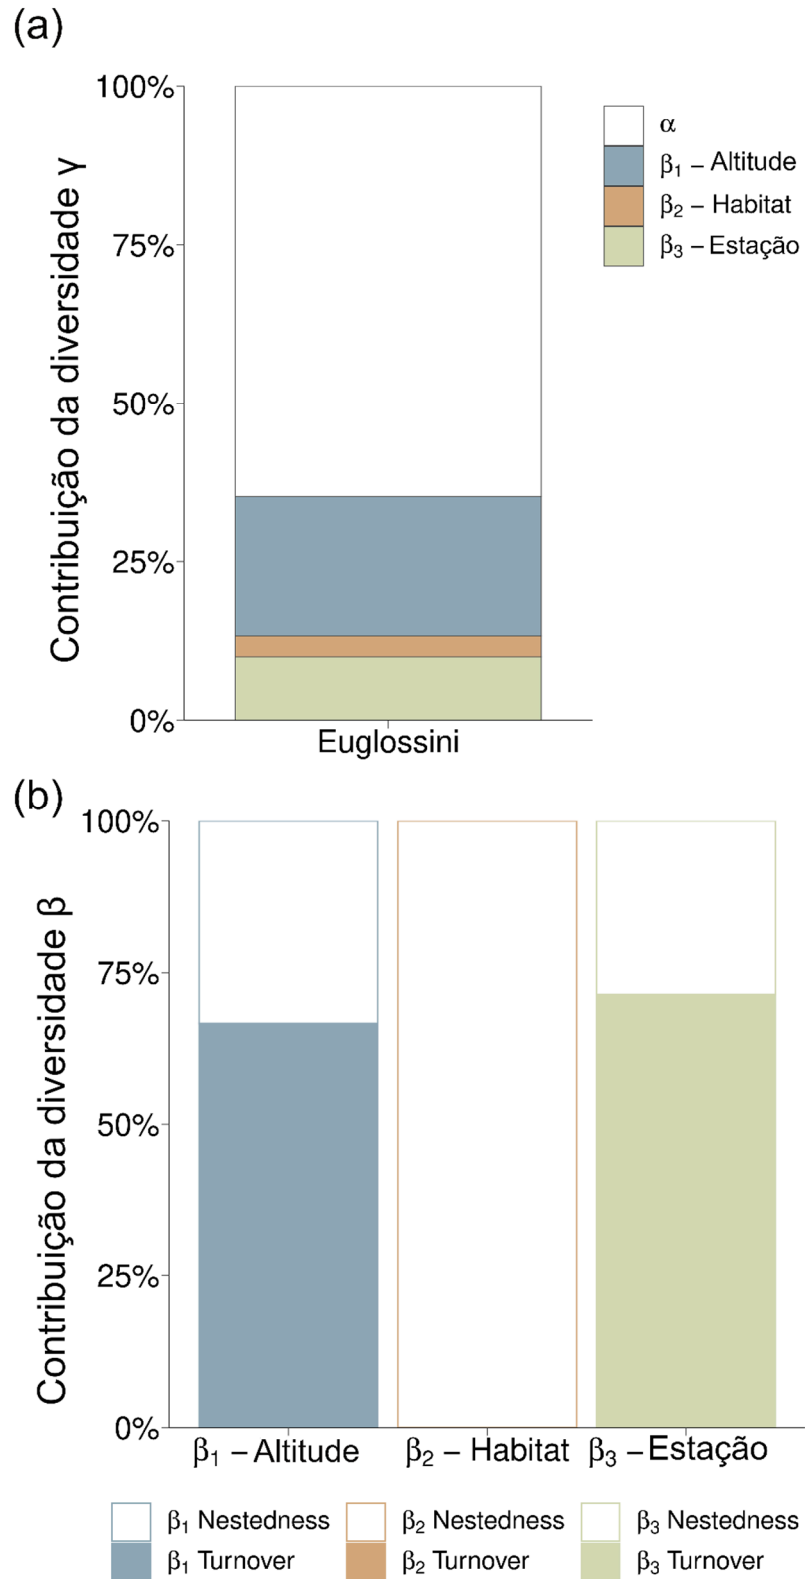 (a)
Contribuição da diversidade γ
100%
75%
50%
25%
0%
Euglossini
α
β₁ – Altitude
β₂ – Habitat
β₃ – Estação
(b)
Contribuição da diversidade β
100%
75%
50%
25%
0%
β₁ – Altitude
β₂ – Habitat
β₃ – Estação
β₁ Nestedness
β₂ Nestedness
β₃ Nestedness
β₁ Turnover
β₂ Turnover
β₃ Turnover